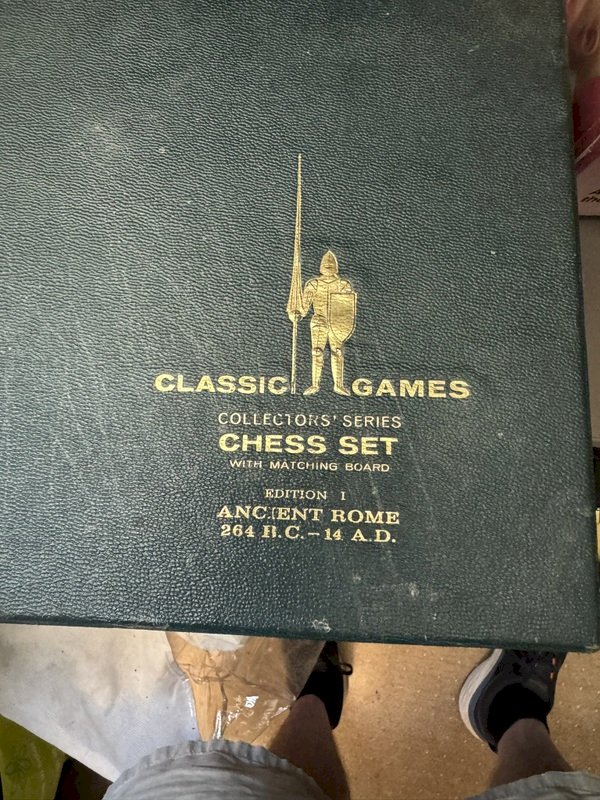 CLASSIC GAMES
COLLECTORS' SERIES
CHESS SET
WITH MATCHING BOARD
EDITION I
ANCIENT ROME
264 B.C. – 14 A.D.